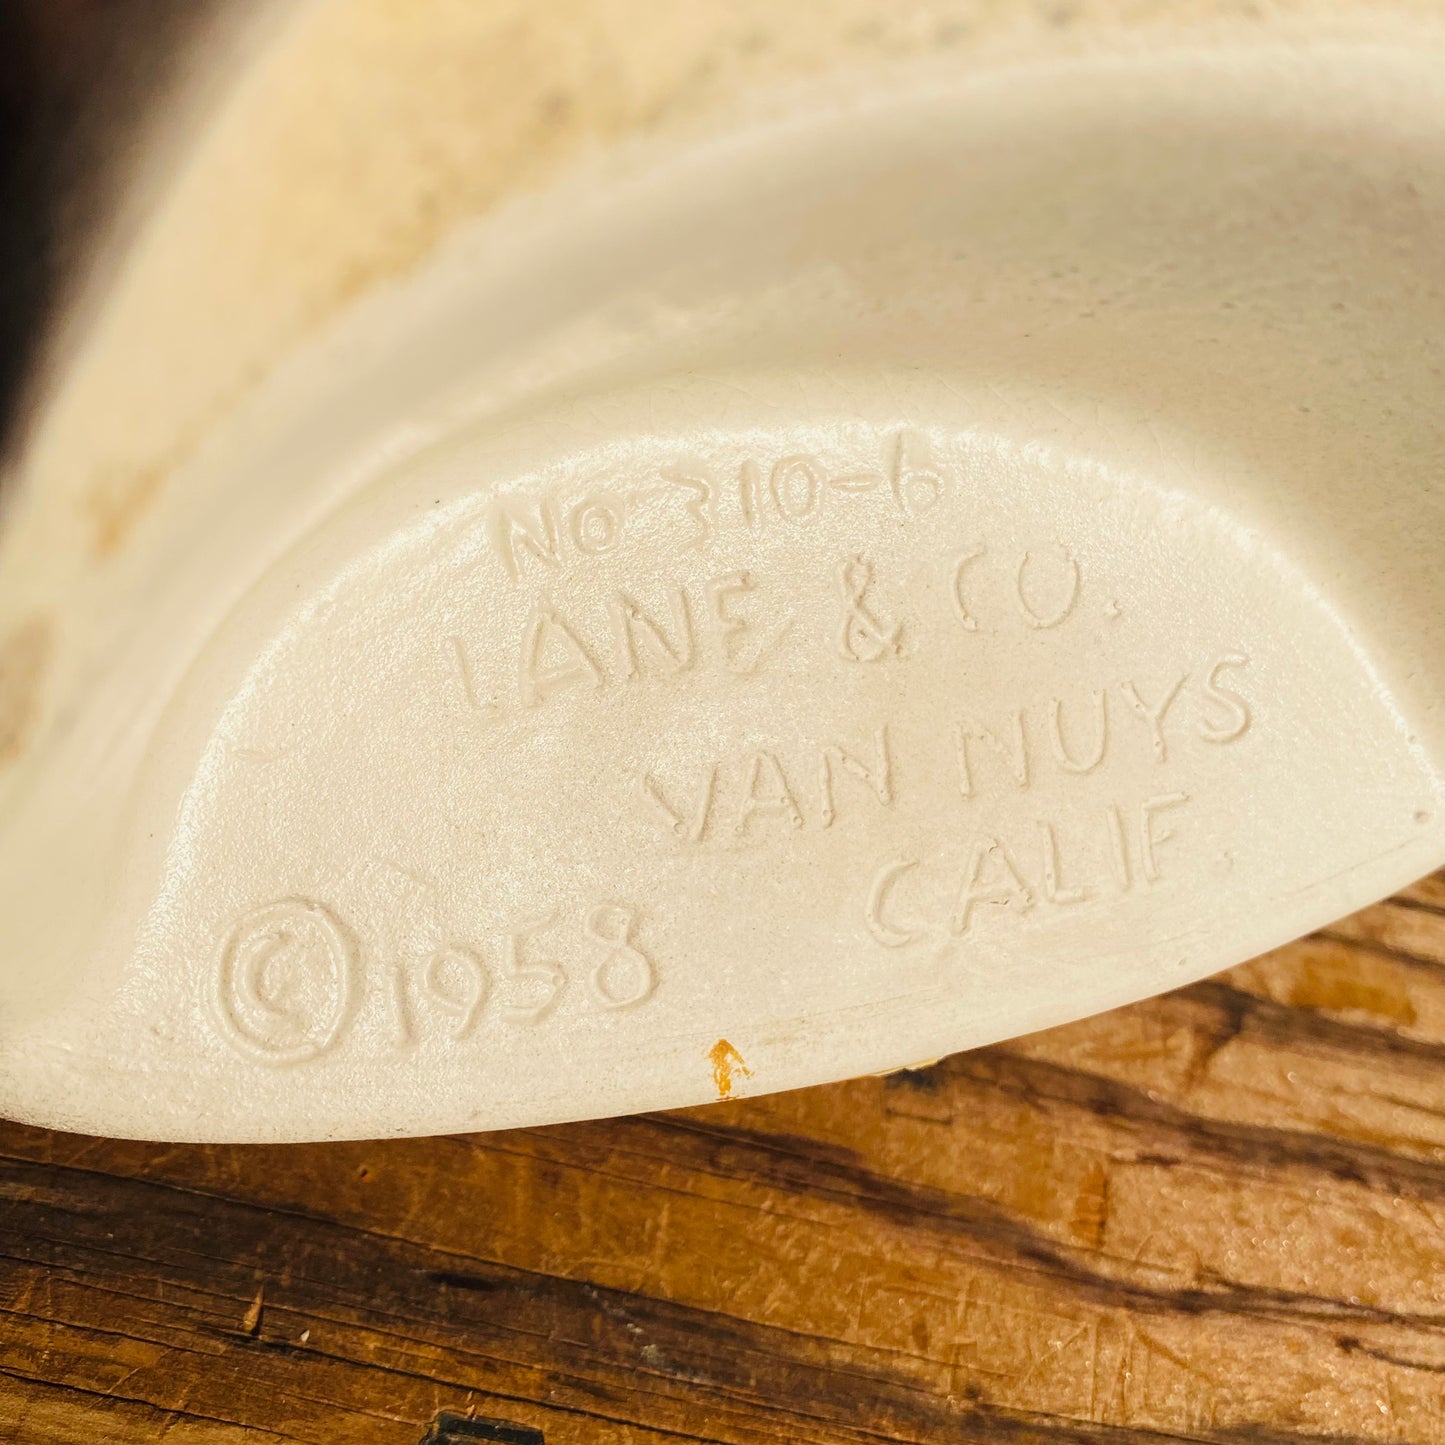 No 310-6
LANE & CO.
VAN NUYS
CALIF.
© 1958